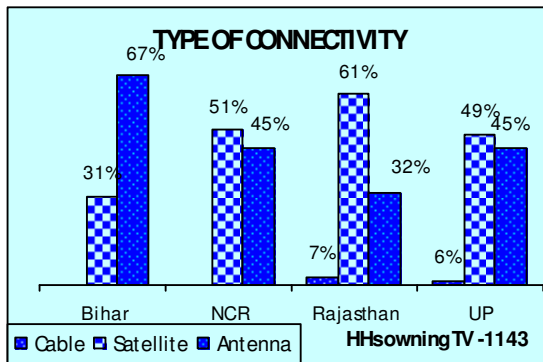 TYPE OF CONNECTIVITY
67%
61%
51%
49%
45%
45%
31%
32%
7%
6%
Bihar NCR Rajasthan UP
Cable Satellite Antenna
HHsowning TV -1143